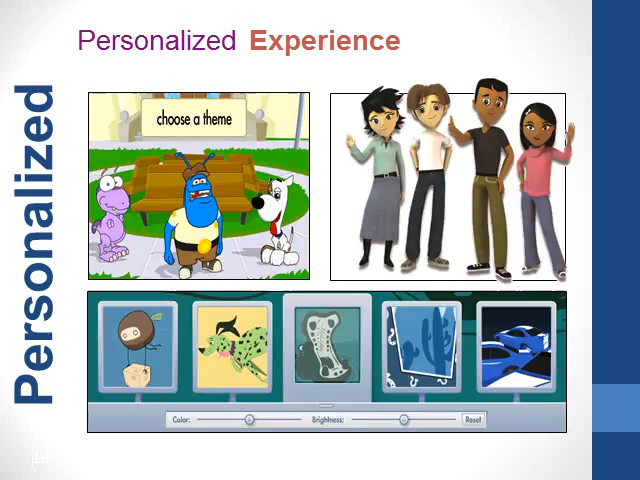 Personalized Experience
Personalized
choose a theme
Color:
Brightness:
Reset